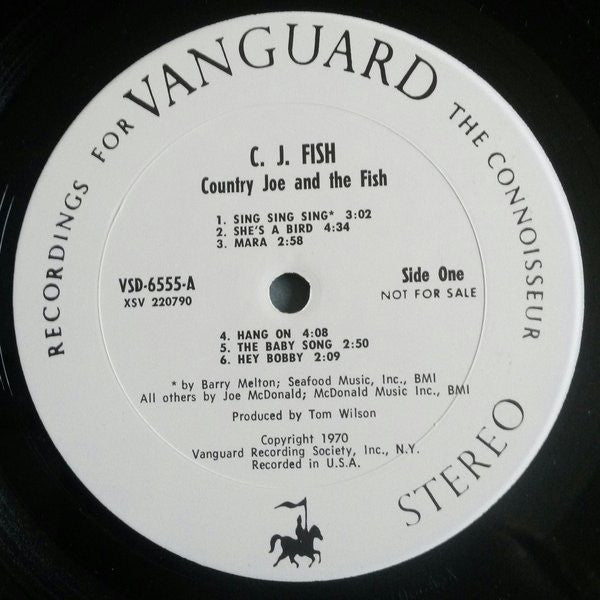 RECORDINGS FOR VANGUARD THE CONNOISSEUR
C. J. FISH
Country Joe and the Fish
1. SING SING SING* 3:02
2. SHE'S A BIRD 4:34
3. MARA 2:58
VSD-6555-A
XSV 220790
Side One
NOT FOR SALE
4. HANG ON 4:08
5. THE BABY SONG 2:50
6. HEY BOBBY 2:09
* by Barry Melton; Seafood Music, Inc., BMI
All others by Joe McDonald; McDonald Music Inc., BMI
Produced by Tom Wilson
Copyright 1970
Vanguard Recording Society, Inc., N.Y.
Recorded in U.S.A.
STEREO